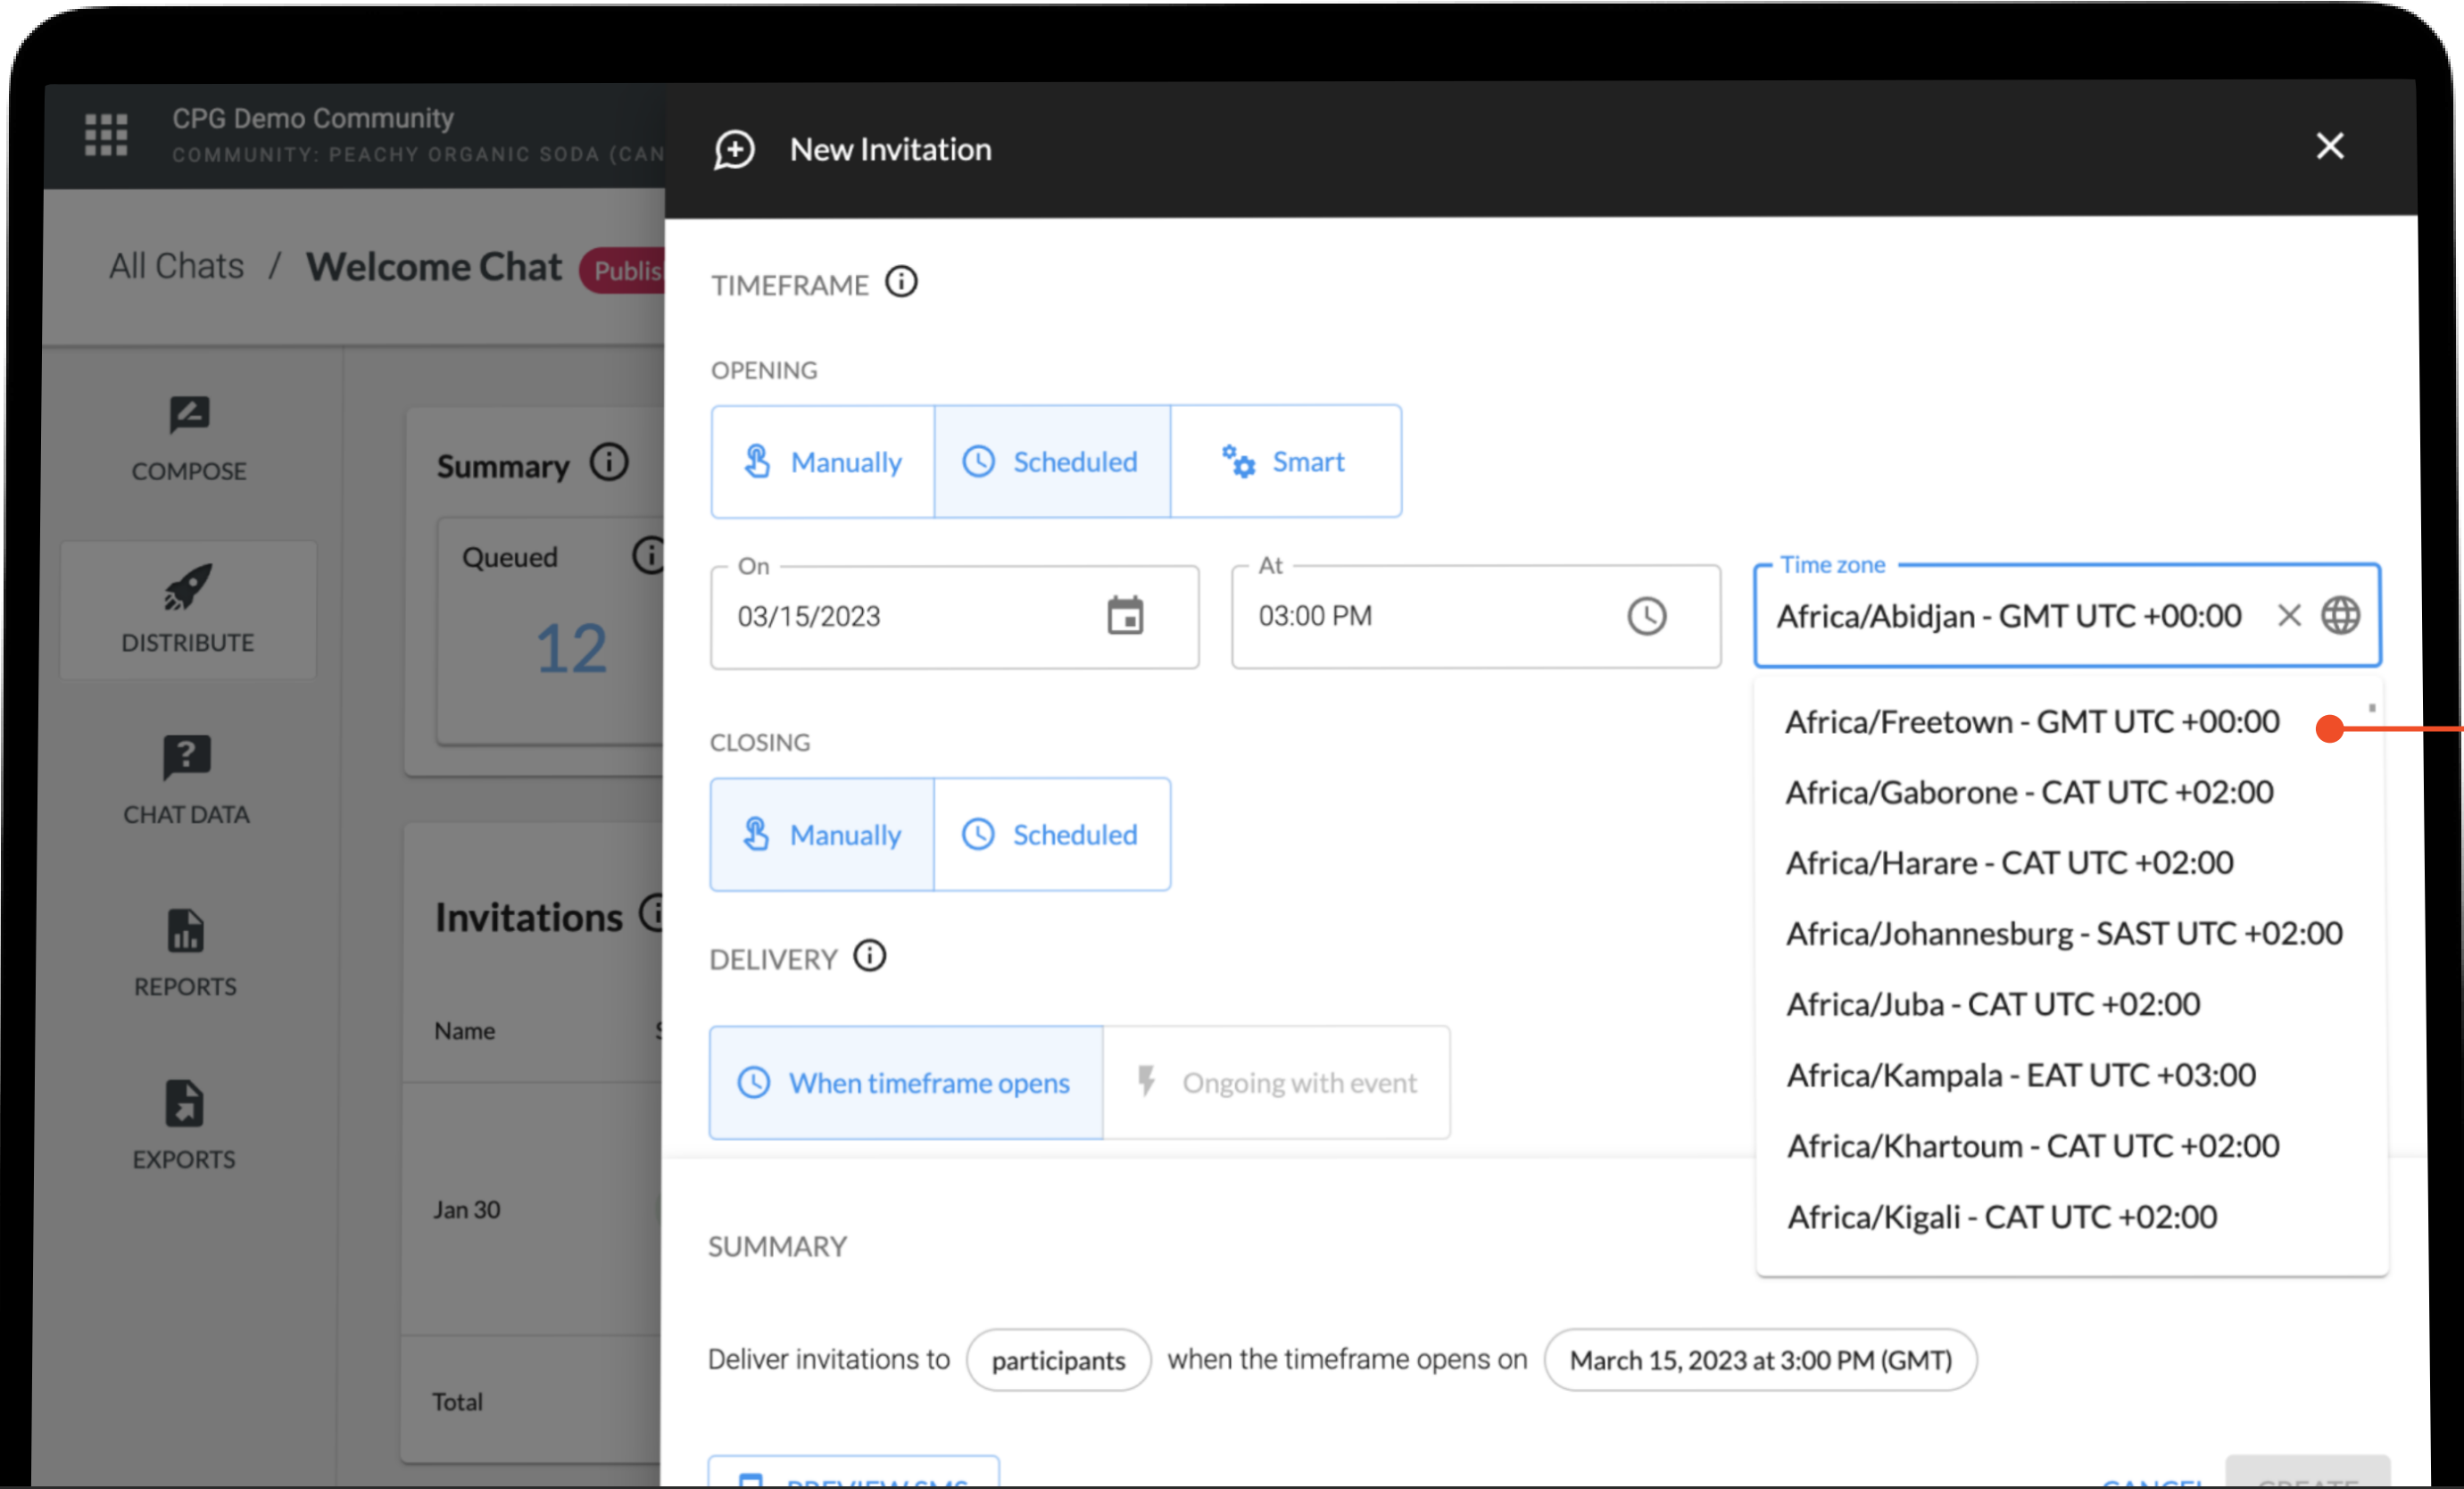 CPG Demo Community
COMMUNITY: PEACHY ORGANIC SODA (CAN
New Invitation
All Chats / Welcome Chat
Publis
COMPOSE
DISTRIBUTE
CHAT DATA
REPORTS
EXPORTS
Summary
Queued
12
Invitations
Name
Jan 30
Total
TIMEFRAME
OPENING
Manually Scheduled Smart
On
03/15/2023
At
03:00 PM
Time zone
Africa/Abidjan - GMT UTC +00:00
Africa/Freetown - GMT UTC +00:00
Africa/Gaborone - CAT UTC +02:00
Africa/Harare - CAT UTC +02:00
Africa/Johannesburg - SAST UTC +02:00
Africa/Juba - CAT UTC +02:00
Africa/Kampala - EAT UTC +03:00
Africa/Khartoum - CAT UTC +02:00
Africa/Kigali - CAT UTC +02:00
CLOSING
Manually Scheduled
DELIVERY
When timeframe opens Ongoing with event
SUMMARY
Deliver invitations to participants when the timeframe opens on March 15, 2023 at 3:00 PM (GMT)
PREVIEW SMS
CANCEL CREATE